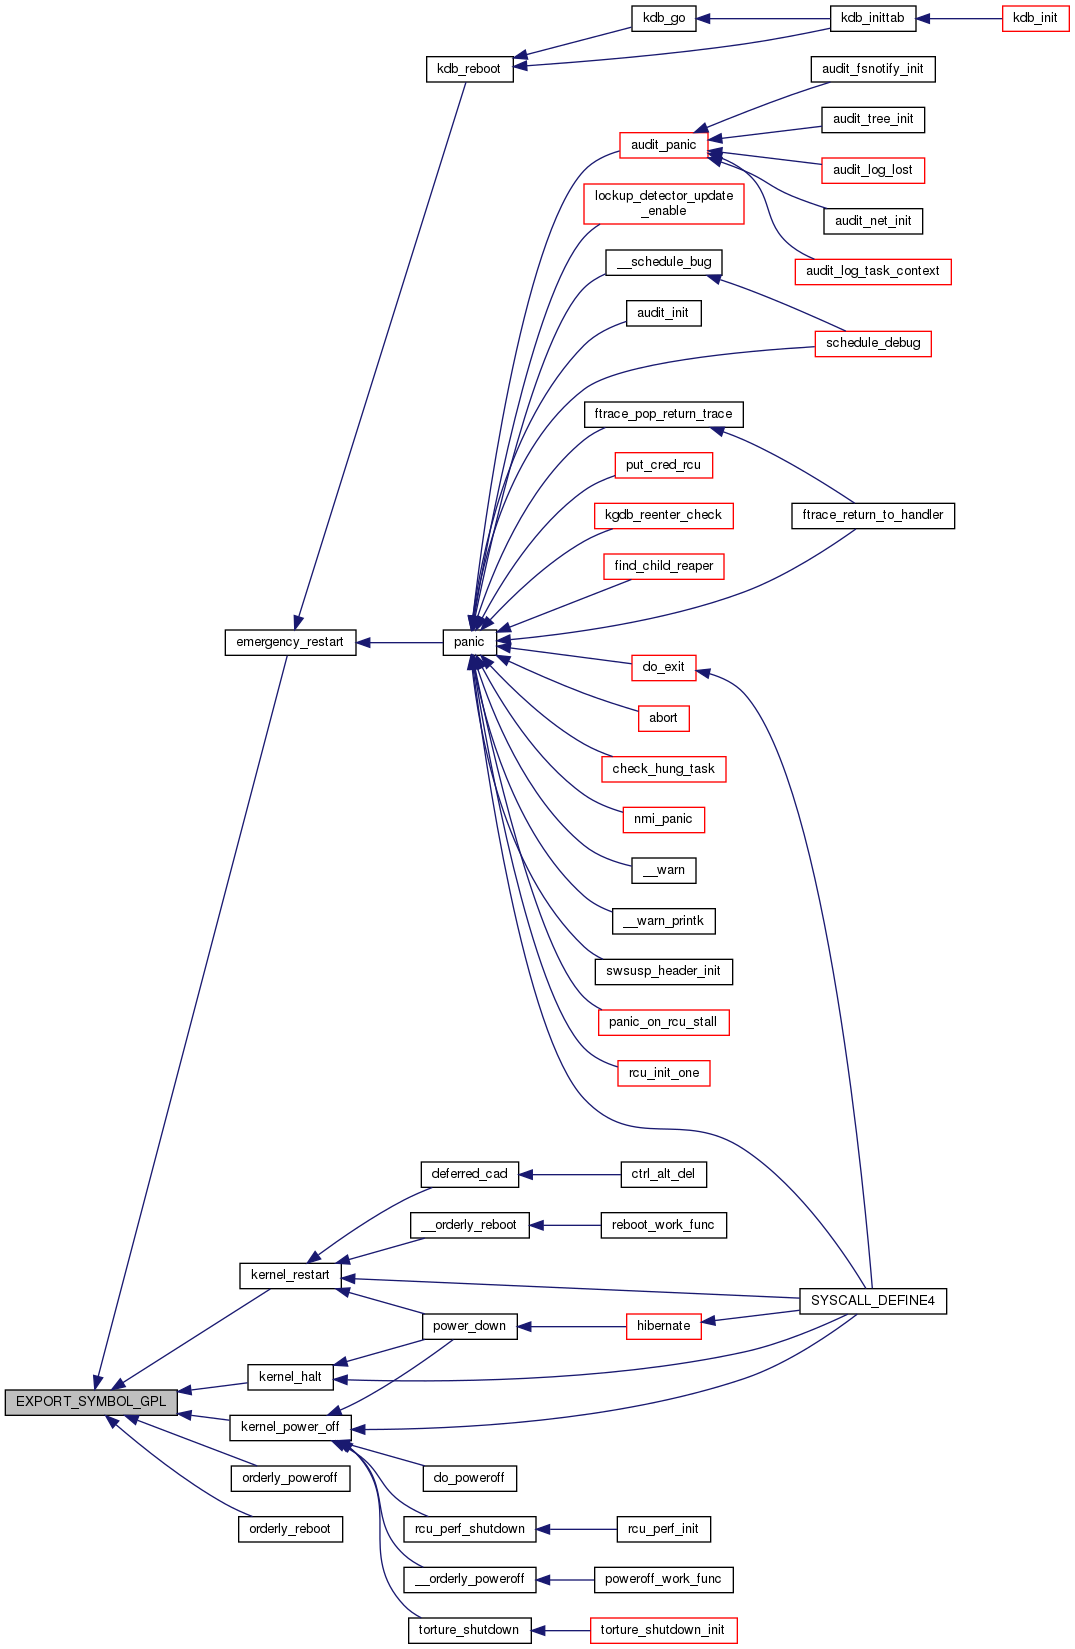 kdb_go
kdb_inittab
kdb_init
kdb_reboot
audit_fsnotify_init
audit_tree_init
audit_panic
audit_log_lost
lockup_detector_update
_enable
audit_net_init
__schedule_bug
audit_log_task_context
audit_init
schedule_debug
ftrace_pop_return_trace
put_cred_rcu
kgdb_reenter_check
ftrace_return_to_handler
find_child_reaper
emergency_restart
panic
do_exit
abort
check_hung_task
nmi_panic
__warn
__warn_printk
swsusp_header_init
panic_on_rcu_stall
rcu_init_one
deferred_cad
ctrl_alt_del
__orderly_reboot
reboot_work_func
kernel_restart
SYSCALL_DEFINE4
power_down
hibernate
kernel_halt
EXPORT_SYMBOL_GPL
kernel_power_off
orderly_poweroff
do_poweroff
orderly_reboot
rcu_perf_shutdown
rcu_perf_init
__orderly_poweroff
poweroff_work_func
torture_shutdown
torture_shutdown_init